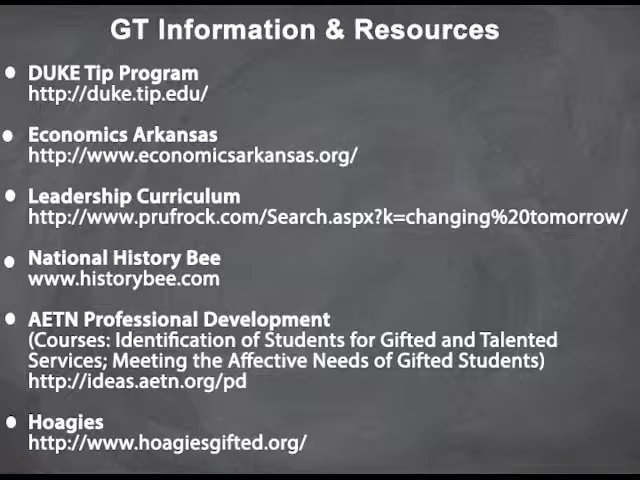 GT Information & Resources
• DUKE Tip Program
http://duke.tip.edu/
• Economics Arkansas
http://www.economicsarkansas.org/
• Leadership Curriculum
http://www.prufrock.com/Search.aspx?k=changing%20tomorrow/
• National History Bee
www.historybee.com
• AETN Professional Development
(Courses: Identification of Students for Gifted and Talented
Services; Meeting the Affective Needs of Gifted Students)
http://ideas.aetn.org/pd
• Hoagies
http://www.hoagiesgifted.org/